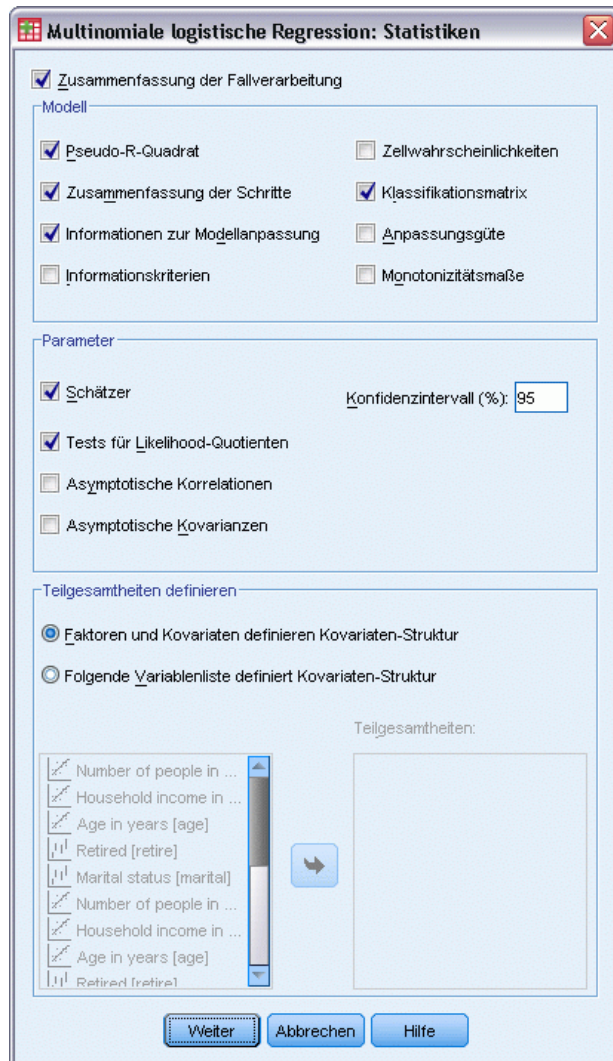 Multinomiale logistische Regression: Statistiken
Zusammenfassung der Fallverarbeitung
Modell
Pseudo-R-Quadrat
Zellwahrscheinlichkeiten
Zusammenfassung der Schritte
Klassifikationsmatrix
Informationen zur Modellanpassung
Anpassungsgüte
Informationskriterien
Monotonizitätsmaße
Parameter
Schätzer
Konfidenzintervall (%): 95
Tests für Likelihood-Quotienten
Asymptotische Korrelationen
Asymptotische Kovarianzen
Teilgesamtheiten definieren
Faktoren und Kovariaten definieren Kovariaten-Struktur
Folgende Variablenliste definiert Kovariaten-Struktur
Teilgesamtheiten:
Number of people in ...
Household income in ...
Age in years [age]
Retired [retire]
Marital status [marital]
Number of people in ...
Household income in ...
Age in years [age]
Retired [retire]
Weiter Abbrechen Hilfe